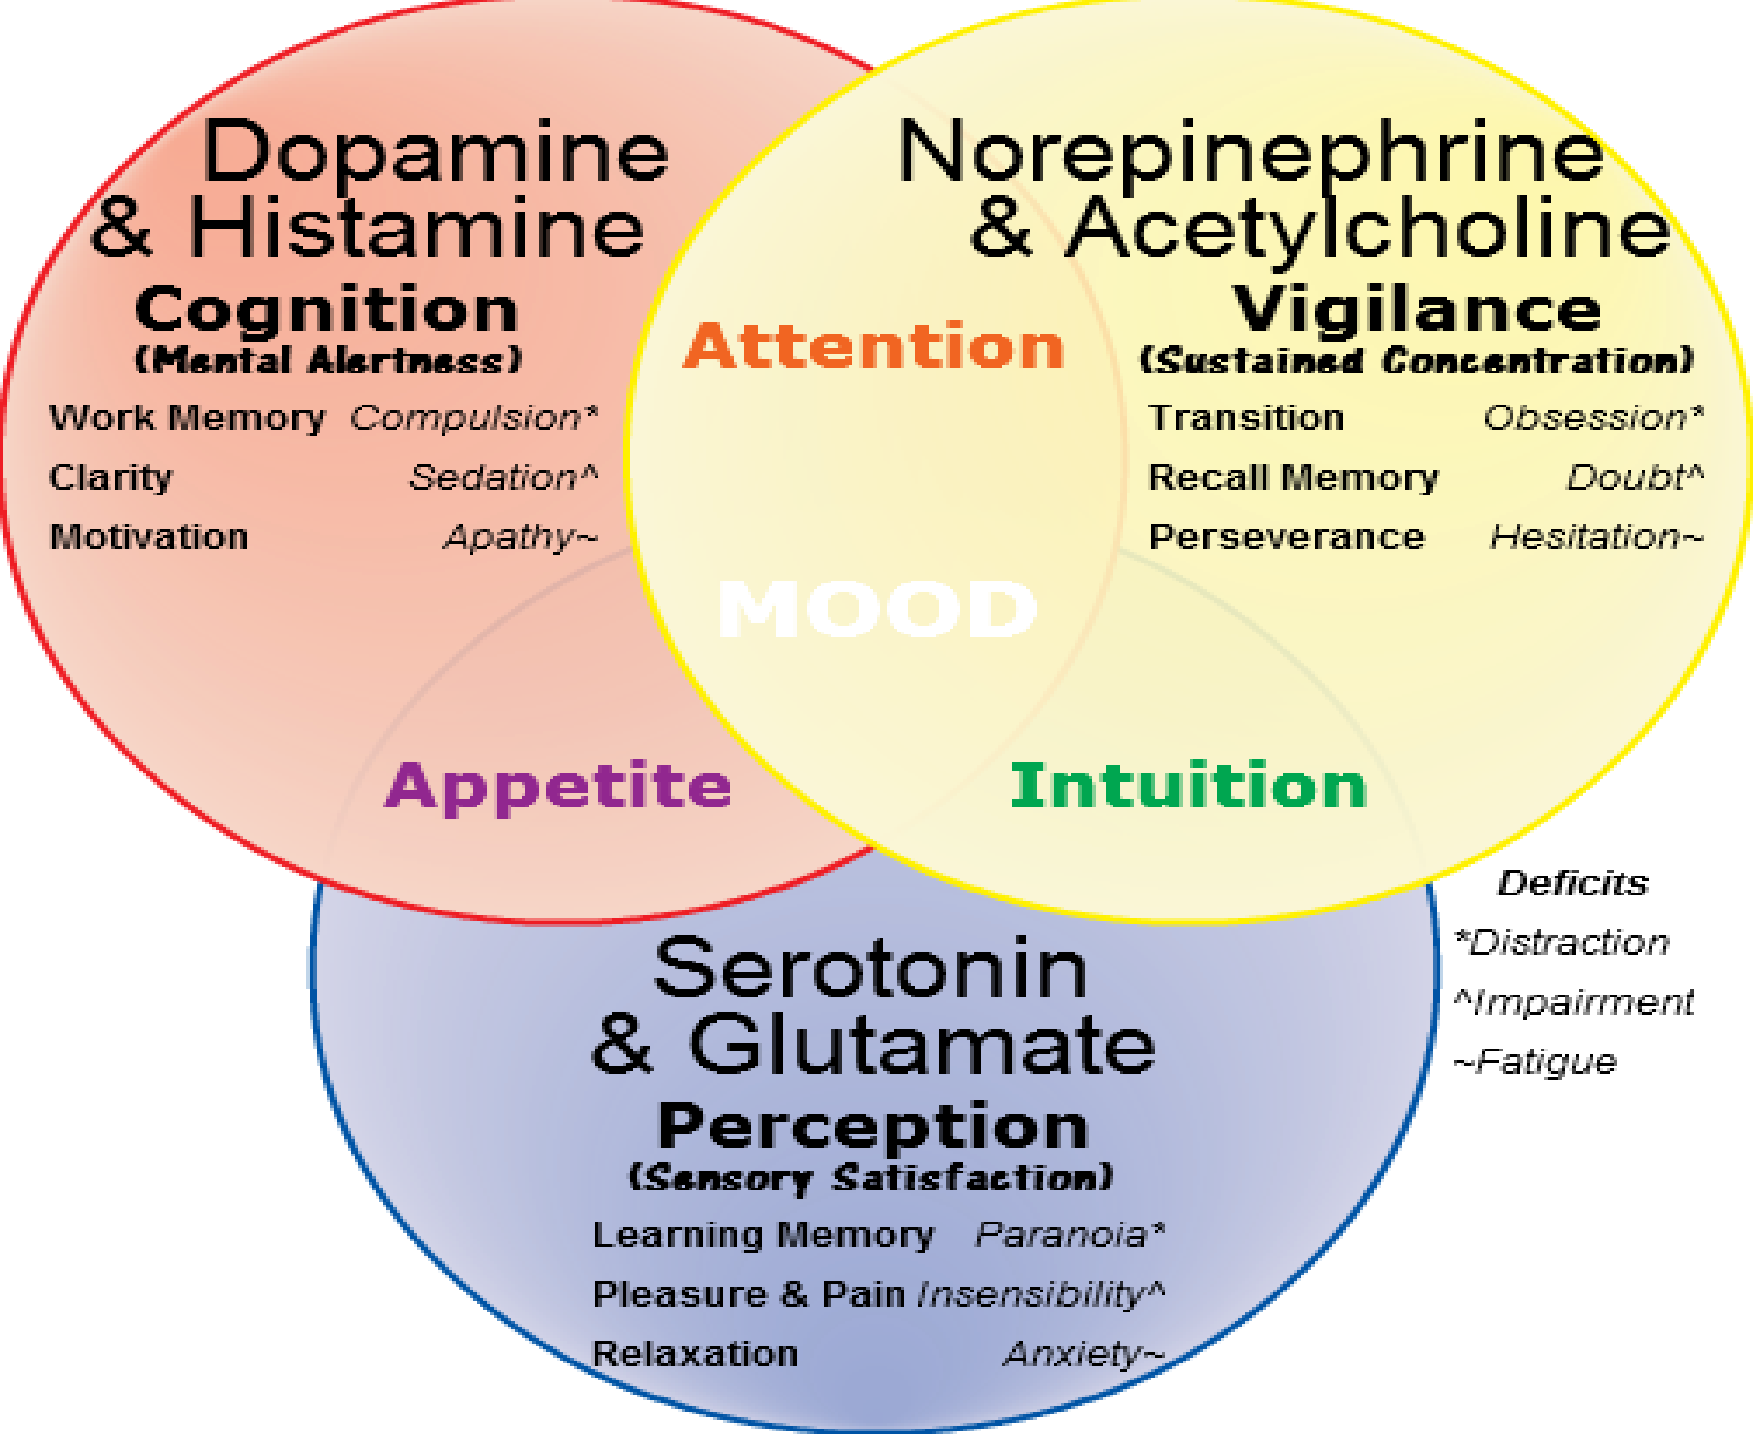 Dopamine
& Histamine
Cognition
(Mental Alertness)
Work Memory Compulsion*
Clarity Sedation^
Motivation Apathy~
Norepinephrine
& Acetylcholine
Vigilance
(Sustained Concentration)
Transition Obsession*
Recall Memory Doubt^
Perseverance Hesitation~
Attention
MOOD
Appetite
Intuition
Serotonin
& Glutamate
Perception
(Sensory Satisfaction)
Learning Memory Paranoia*
Pleasure & Pain Insensibility^
Relaxation Anxiety~
Deficits
*Distraction
^Impairment
~Fatigue